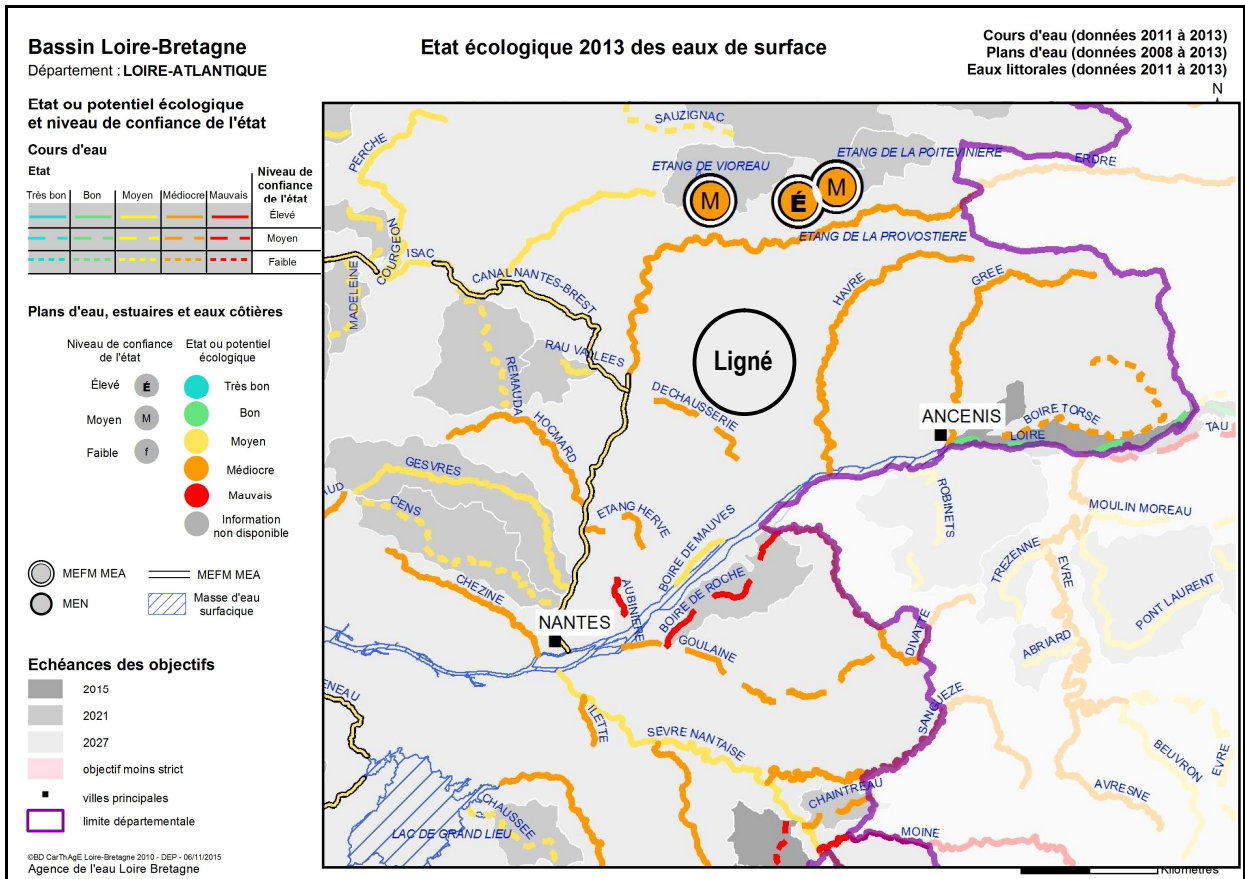 Bassin Loire-Bretagne
Département : LOIRE-ATLANTIQUE
Etat écologique 2013 des eaux de surface
Cours d'eau (données 2011 à 2013)
Plans d'eau (données 2008 à 2013)
Eaux littorales (données 2011 à 2013)
N
Etat ou potentiel écologique
et niveau de confiance de l'état
Cours d'eau
Etat
Niveau de
confiance
de l'état
Très bon
Bon
Moyen
Médiocre
Mauvais
Élevé
Moyen
Faible
Plans d'eau, estuaires et eaux côtières
Niveau de confiance
de l'état
Etat ou potentiel
écologique
Élevé
É
Très bon
Moyen
M
Bon
Faible
f
Moyen
Médiocre
Mauvais
Information
non disponible
MEFM MEA
MEFM MEA
MEN
Masse d'eau
surfacique
Echéances des objectifs
2015
2021
2027
objectif moins strict
villes principales
limite départementale
©BD CarThAgE Loire-Bretagne 2010 - DEP - 06/11/2015
Agence de l'eau Loire Bretagne
SAUZIGNAC
PERCHE
ETANG DE VIOREAU
ETANG DE LA POITEVINIERE
ERDRE
M
É
M
ETANG DE LA PROVOSTIERE
COURGEON
ISAC
MADELEINE
CANAL NANTES-BREST
HAVRE
GREE
RAU VALLEES
REMAUDA
Ligné
DECHAUSSERIE
ANCENIS
BOIRE TORSE
LOIRE
TAU
HOCMARD
GESVRES
CENS
AUD
ETANG HERVE
BOIRE DE MAUVES
ROBINETS
MOULIN MOREAU
TREZENNE
EVRE
PONT LAURENT
CHEZINE
AUBINIERE
BOIRE DE ROCHE
NANTES
GOULAINE
DIVATTE
ABRIARD
ENEAU
ILETTE
SEVRE NANTAISE
SANGUEZE
BEUVRON
EVRE
AVRESNE
CHAINTREAU
CHAUSSEE
LAC DE GRAND LIEU
MOINE
Kilomètres